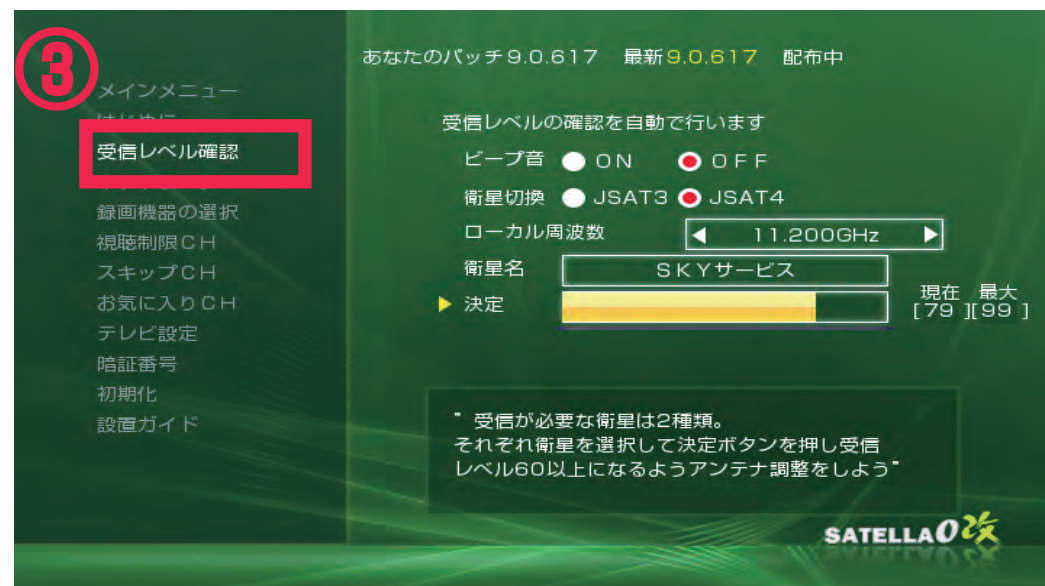 ③
あなたのパッチ9.0.617 最新9.0.617 配布中
メインメニュー
受信レベル確認
録画機器の選択
視聴制限CH
スキップCH
お気に入りCH
テレビ設定
暗証番号
初期化
設置ガイド
受信レベルの確認を自動で行います
ビープ音 ON OFF
衛星切換 JSAT3 JSAT4
ローカル周波数 11.200GHz
衛星名 SKYサービス
決定
現在 最大
[79][99]
" 受信が必要な衛星は2種類。
それぞれ衛星を選択して決定ボタンを押し受信
レベル60以上になるようアンテナ調整をしよう"
SATELLA0改